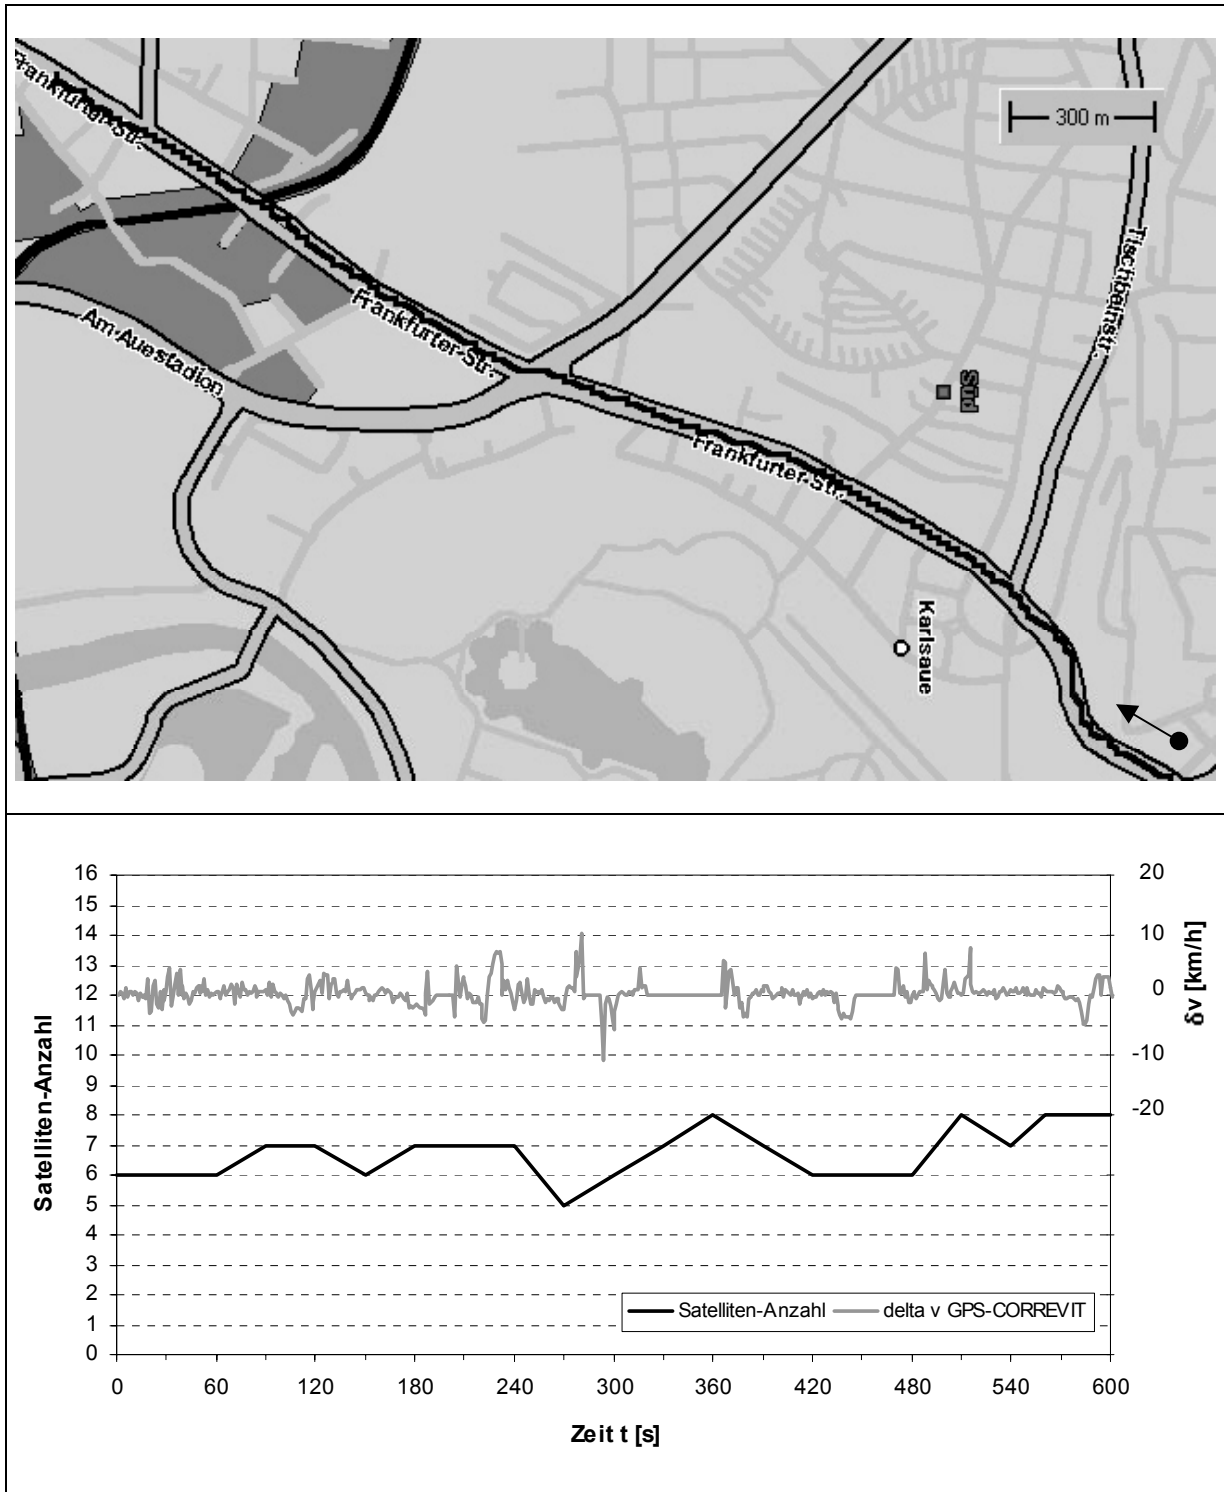 Frankfurter-Str.
300 m
Tischbeinstr.
Am-Auestadion
Frankfurter-Str.
Süd
Frankfurter-Str.
Karlsaue
16
15
14
13
12
11
10
9
8
7
6
5
4
3
2
1
0
Satelliten-Anzahl
20
10
0
-10
-20
δv [km/h]
Satelliten-Anzahl
delta v GPS-CORREVIT
0
60
120
180
240
300
360
420
480
540
600
Zeit t [s]